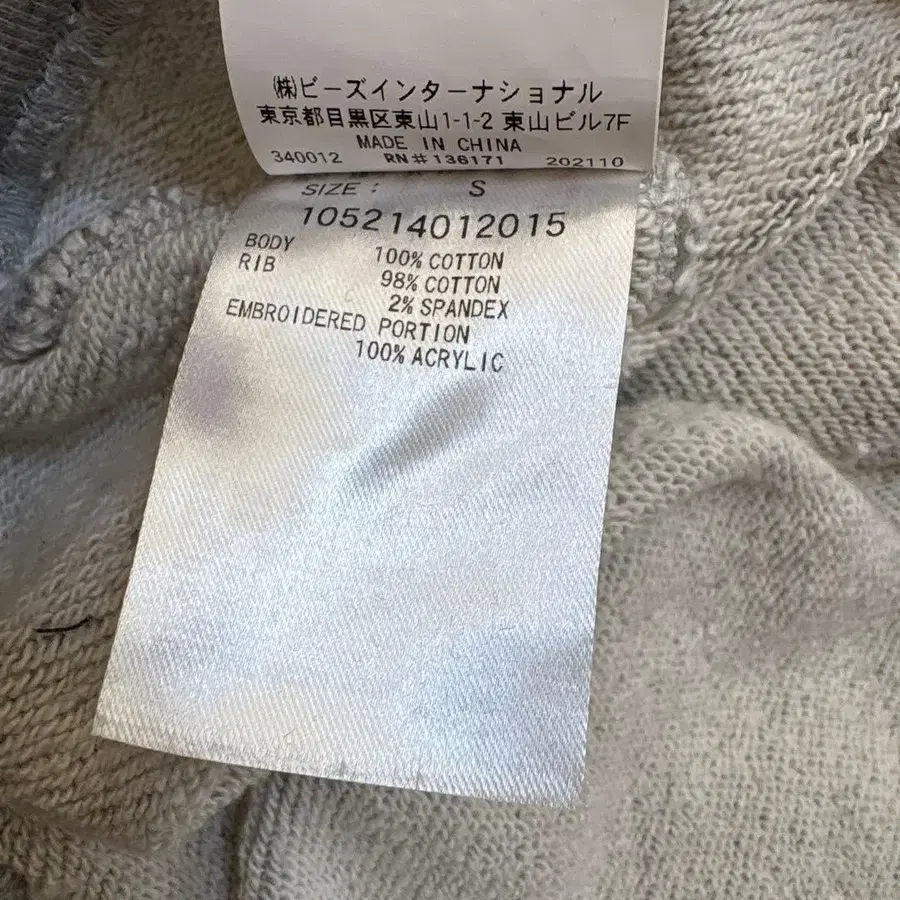 (株)ビーズインターナショナル
東京都目黒区東山1-1-2 東山ビル7F
MADE IN CHINA
340012 RN#136171 202110
SIZE : S
105214012015
BODY 100% COTTON
RIB 98% COTTON
2% SPANDEX
EMBROIDERED PORTION
100% ACRYLIC